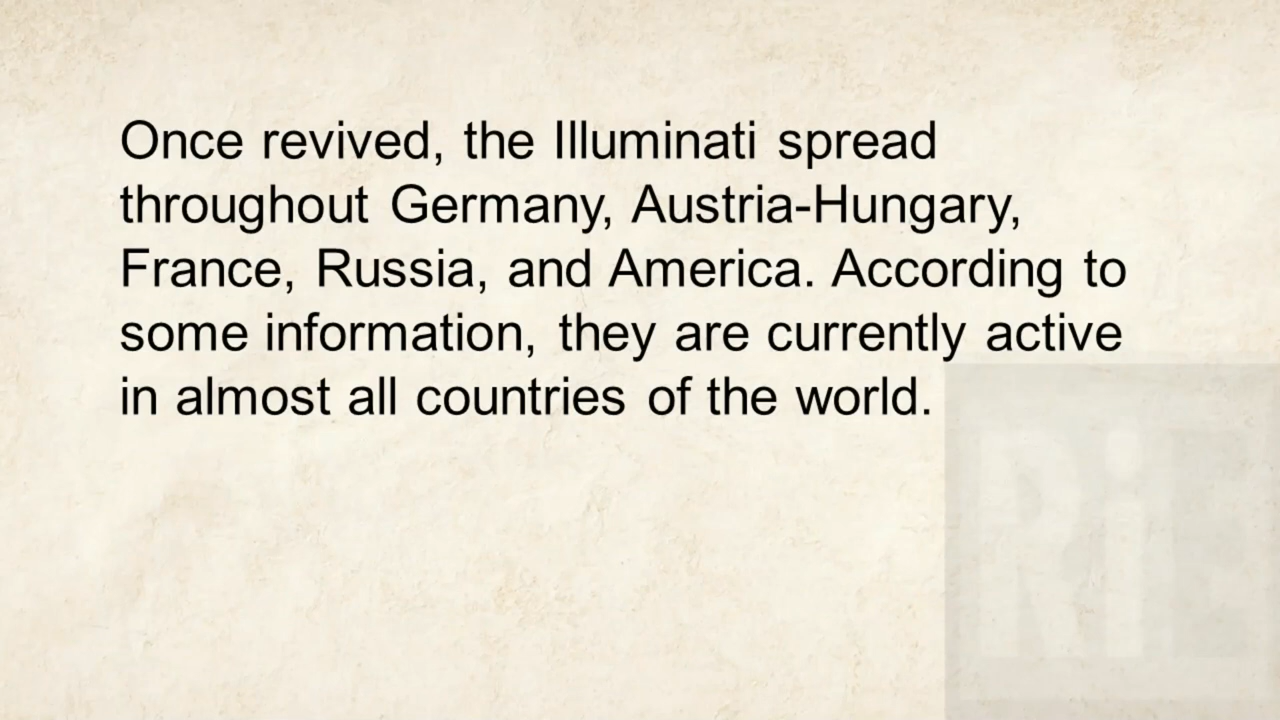 Once revived, the Illuminati spread
throughout Germany, Austria-Hungary,
France, Russia, and America. According to
some information, they are currently active
in almost all countries of the world.